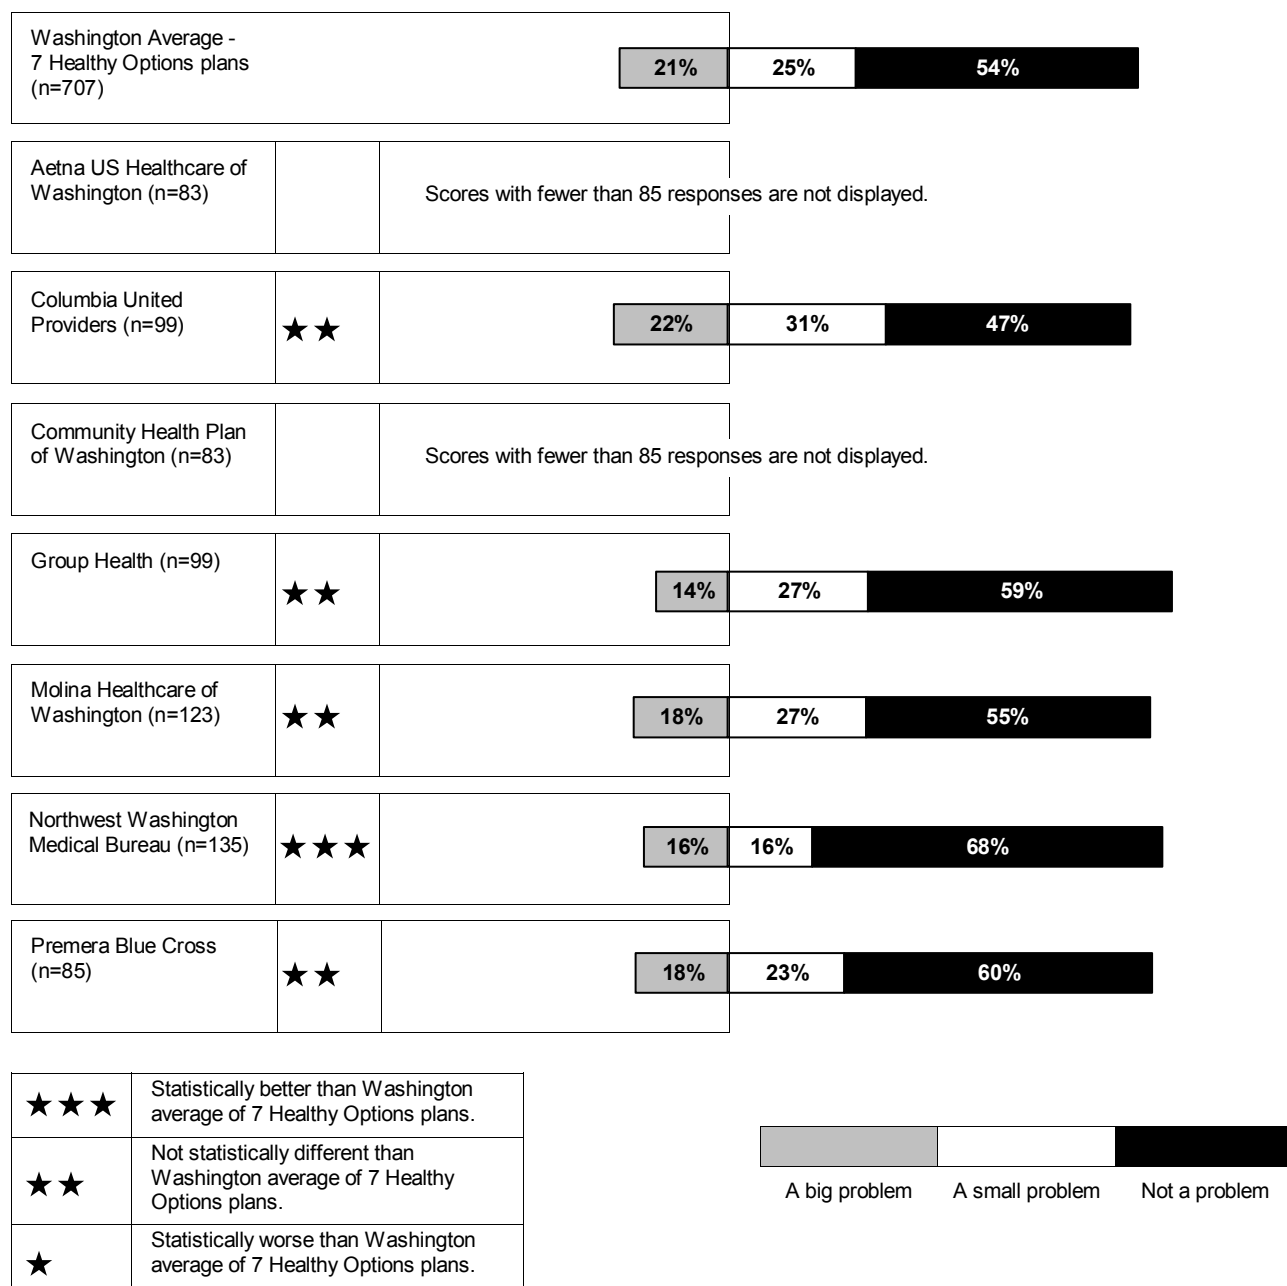 Washington Average -
7 Healthy Options plans
(n=707)
21% 25% 54%
Aetna US Healthcare of
Washington (n=83)
Scores with fewer than 85 responses are not displayed.
Columbia United
Providers (n=99)
★★
22% 31% 47%
Community Health Plan
of Washington (n=83)
Scores with fewer than 85 responses are not displayed.
Group Health (n=99)
★★
14% 27% 59%
Molina Healthcare of
Washington (n=123)
★★
18% 27% 55%
Northwest Washington
Medical Bureau (n=135)
★★★
16% 16% 68%
Premera Blue Cross
(n=85)
★★
18% 23% 60%
★★★
Statistically better than Washington
average of 7 Healthy Options plans.
★★
Not statistically different than
Washington average of 7 Healthy
Options plans.
★
Statistically worse than Washington
average of 7 Healthy Options plans.
A big problem A small problem Not a problem